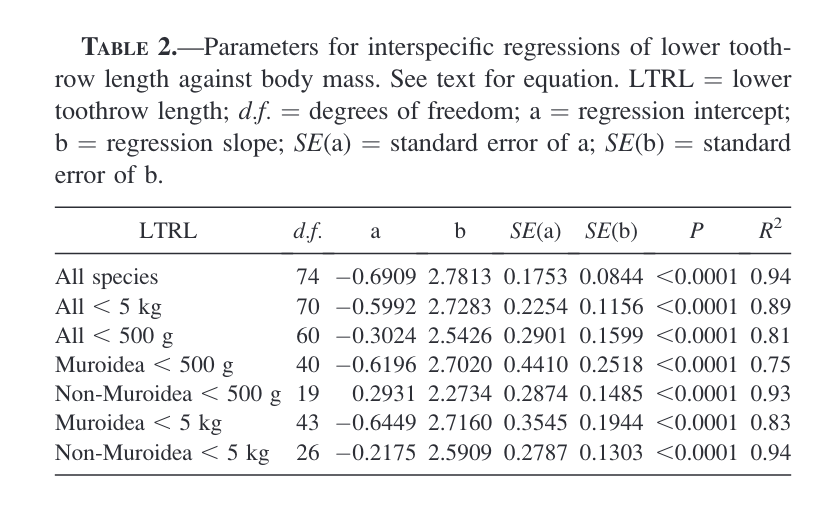 TABLE 2.—Parameters for interspecific regressions of lower tooth-
row length against body mass. See text for equation. LTRL = lower
toothrow length; d.f. = degrees of freedom; a = regression intercept;
b = regression slope; SE(a) = standard error of a; SE(b) = standard
error of b.
LTRL d.f. a b SE(a) SE(b) P R²
All species 74 −0.6909 2.7813 0.1753 0.0844 <0.0001 0.94
All < 5 kg 70 −0.5992 2.7283 0.2254 0.1156 <0.0001 0.89
All < 500 g 60 −0.3024 2.5426 0.2901 0.1599 <0.0001 0.81
Muroidea < 500 g 40 −0.6196 2.7020 0.4410 0.2518 <0.0001 0.75
Non-Muroidea < 500 g 19 0.2931 2.2734 0.2874 0.1485 <0.0001 0.93
Muroidea < 5 kg 43 −0.6449 2.7160 0.3545 0.1944 <0.0001 0.83
Non-Muroidea < 5 kg 26 −0.2175 2.5909 0.2787 0.1303 <0.0001 0.94